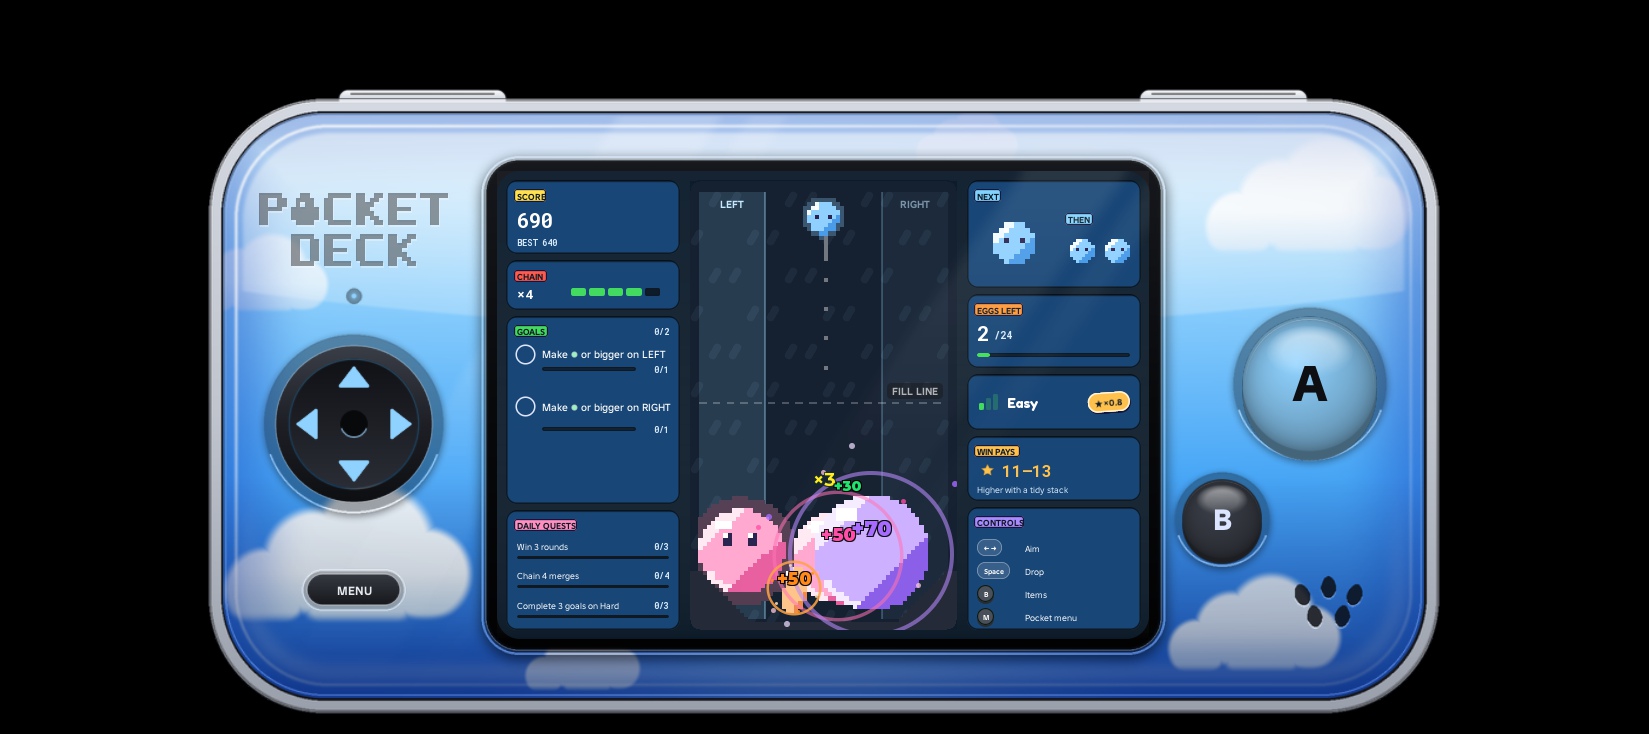 POCKET
DECK
MENU
SCORE
690
BEST 640
CHAIN
×4
GOALS
0/2
Make or bigger on LEFT
0/1
Make or bigger on RIGHT
0/1
DAILY QUESTS
Win 3 rounds 0/3
Chain 4 merges 0/4
Complete 3 goals on Hard 0/3
LEFT
RIGHT
FILL LINE
×3
+30
+50
+70
+50
NEXT
THEN
EGGS LEFT
2 /24
Easy
★×0.8
WIN PAYS
★ 11–13
Higher with a tidy stack
CONTROLS
←→ Aim
Space Drop
B Items
M Pocket menu
A
B